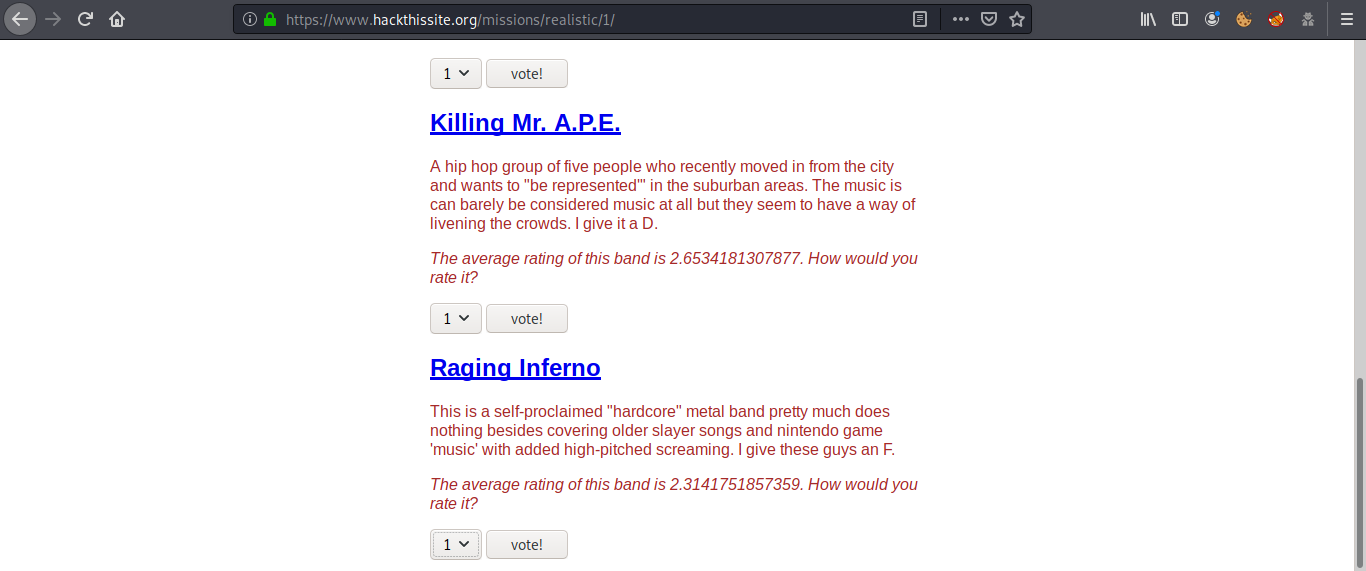 https://www.hackthissite.org/missions/realistic/1/
1 vote!
Killing Mr. A.P.E.
A hip hop group of five people who recently moved in from the city
and wants to "be represented'" in the suburban areas. The music is
can barely be considered music at all but they seem to have a way of
livening the crowds. I give it a D.
The average rating of this band is 2.6534181307877. How would you
rate it?
1 vote!
Raging Inferno
This is a self-proclaimed "hardcore" metal band pretty much does
nothing besides covering older slayer songs and nintendo game
'music' with added high-pitched screaming. I give these guys an F.
The average rating of this band is 2.3141751857359. How would you
rate it?
1 vote!